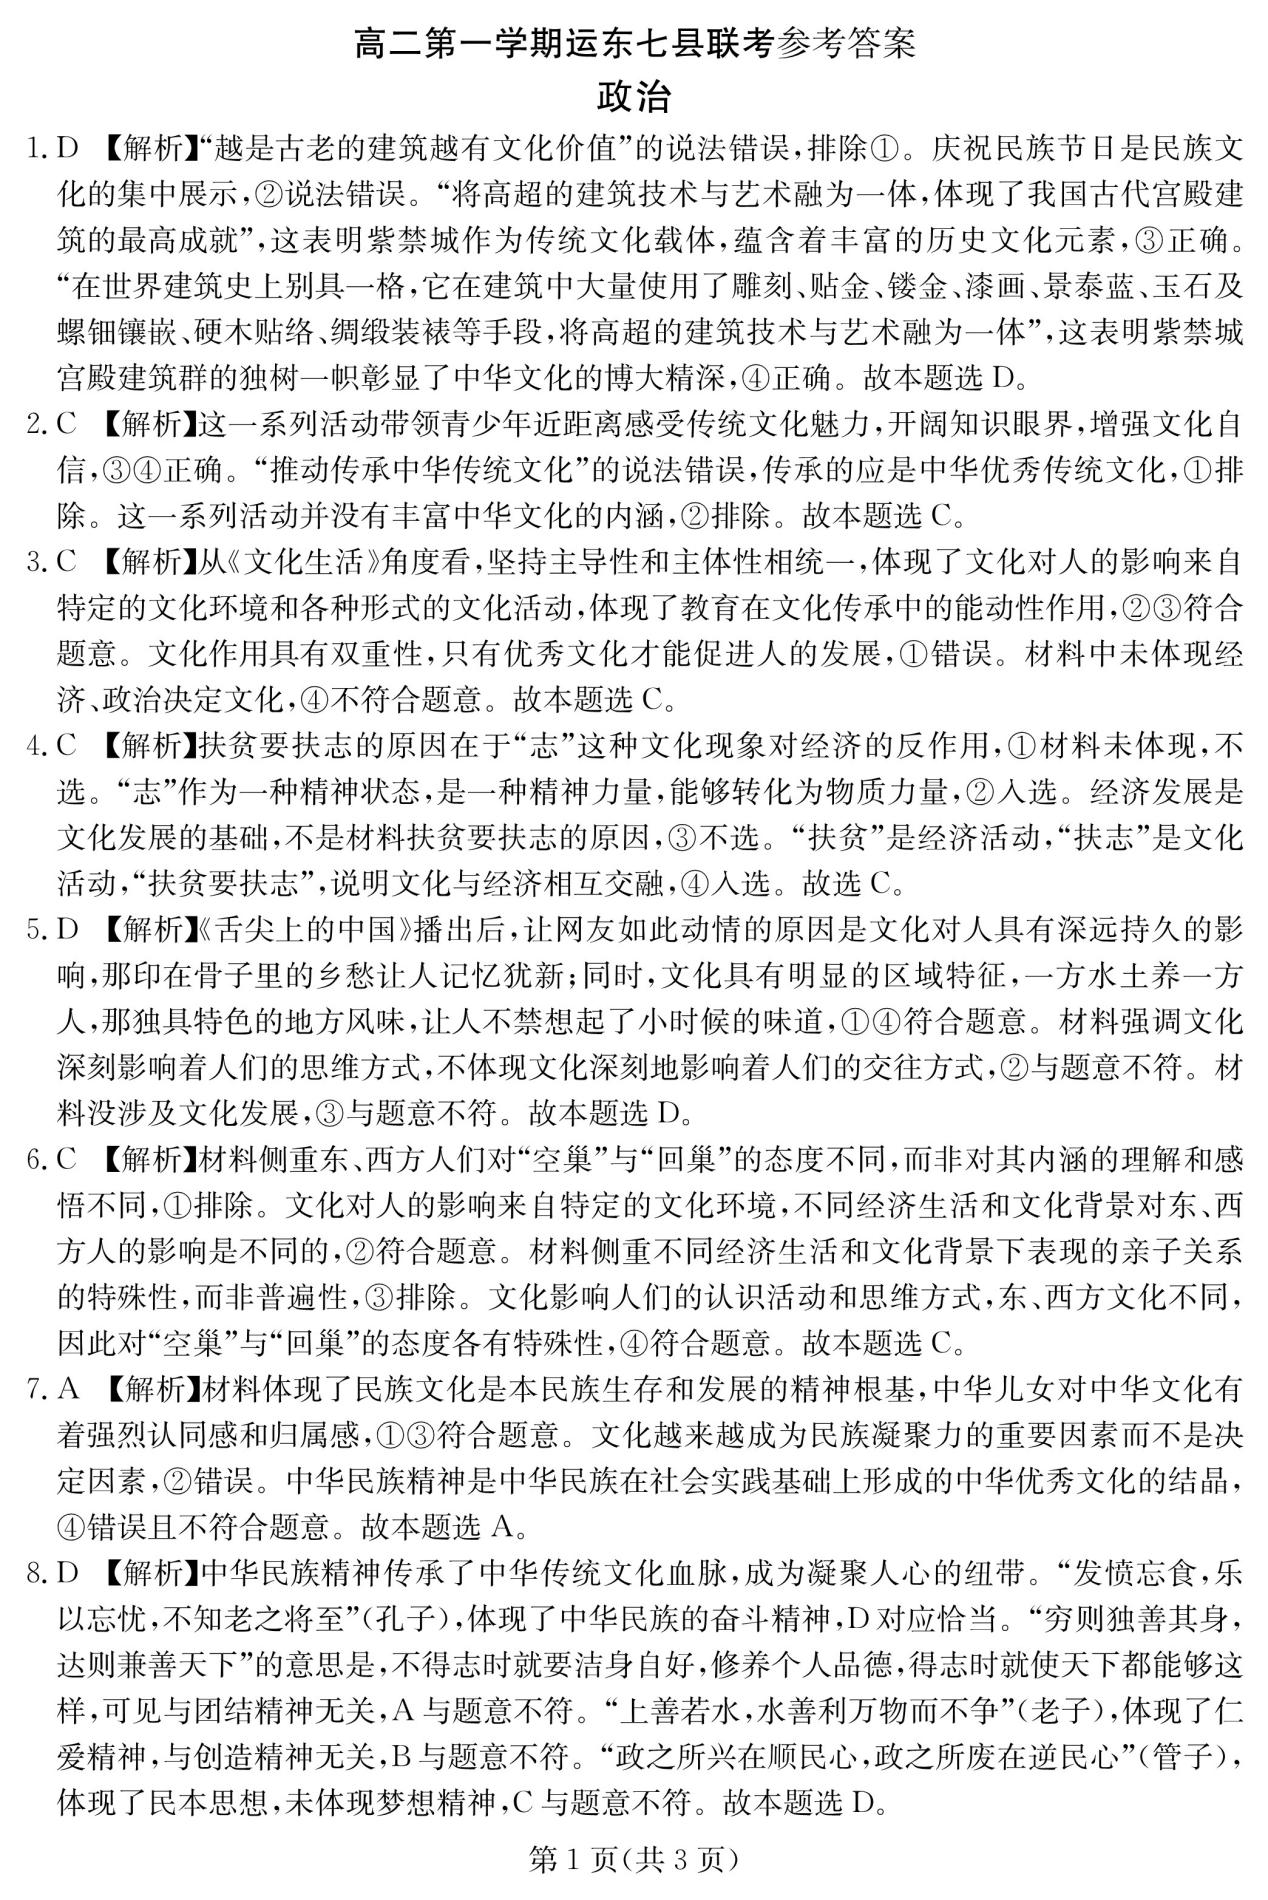 高二第一学期运东七县联考参考答案
政治
1. D 【解析】“越是古老的建筑越有文化价值”的说法错误,排除①。庆祝民族节日是民族文
化的集中展示,②说法错误。“将高超的建筑技术与艺术融为一体,体现了我国古代宫殿建
筑的最高成就”,这表明紫禁城作为传统文化载体,蕴含着丰富的历史文化元素,③正确。
“在世界建筑史上别具一格,它在建筑中大量使用了雕刻、贴金、镂金、漆画、景泰蓝、玉石及
螺钿镶嵌、硬木贴络、绸缎装裱等手段,将高超的建筑技术与艺术融为一体”,这表明紫禁城
宫殿建筑群的独树一帜彰显了中华文化的博大精深,④正确。故本题选 D。
2. C 【解析】这一系列活动带领青少年近距离感受传统文化魅力,开阔知识眼界,增强文化自
信,③④正确。“推动传承中华传统文化”的说法错误,传承的应是中华优秀传统文化,①排
除。这一系列活动并没有丰富中华文化的内涵,②排除。故本题选 C。
3. C 【解析】从《文化生活》角度看,坚持主导性和主体性相统一,体现了文化对人的影响来自
特定的文化环境和各种形式的文化活动,体现了教育在文化传承中的能动性作用,②③符合
题意。文化作用具有双重性,只有优秀文化才能促进人的发展,①错误。材料中未体现经
济、政治决定文化,④不符合题意。故本题选 C。
4. C 【解析】扶贫要扶志的原因在于“志”这种文化现象对经济的反作用,①材料未体现,不
选。“志”作为一种精神状态,是一种精神力量,能够转化为物质力量,②入选。经济发展是
文化发展的基础,不是材料扶贫要扶志的原因,③不选。“扶贫”是经济活动,“扶志”是文化
活动,“扶贫要扶志”,说明文化与经济相互交融,④入选。故选 C。
5. D 【解析】《舌尖上的中国》播出后,让网友如此动情的原因是文化对人具有深远持久的影
响,那印在骨子里的乡愁让人记忆犹新;同时,文化具有明显的区域特征,一方水土养一方
人,那独具特色的地方风味,让人不禁想起了小时候的味道,①④符合题意。材料强调文化
深刻影响着人们的思维方式,不体现文化深刻地影响着人们的交往方式,②与题意不符。材
料没涉及文化发展,③与题意不符。故本题选 D。
6. C 【解析】材料侧重东、西方人们对“空巢”与“回巢”的态度不同,而非对其内涵的理解和感
悟不同,①排除。文化对人的影响来自特定的文化环境,不同经济生活和文化背景对东、西
方人的影响是不同的,②符合题意。材料侧重不同经济生活和文化背景下表现的亲子关系
的特殊性,而非普遍性,③排除。文化影响人们的认识活动和思维方式,东、西方文化不同,
因此对“空巢”与“回巢”的态度各有特殊性,④符合题意。故本题选 C。
7. A 【解析】材料体现了民族文化是本民族生存和发展的精神根基,中华儿女对中华文化有
着强烈认同感和归属感,①③符合题意。文化越来越成为民族凝聚力的重要因素而不是决
定因素,②错误。中华民族精神是中华民族在社会实践基础上形成的中华优秀文化的结晶,
④错误且不符合题意。故本题选 A。
8. D 【解析】中华民族精神传承了中华传统文化血脉,成为凝聚人心的纽带。“发愤忘食,乐
以忘忧,不知老之将至”(孔子),体现了中华民族的奋斗精神,D 对应恰当。“穷则独善其身,
达则兼善天下”的意思是,不得志时就要洁身自好,修养个人品德,得志时就使天下都能够这
样,可见与团结精神无关,A 与题意不符。“上善若水,水善利万物而不争”(老子),体现了仁
爱精神,与创造精神无关,B 与题意不符。“政之所兴在顺民心,政之所废在逆民心”(管子),
体现了民本思想,未体现梦想精神,C 与题意不符。故本题选 D。
第 1 页(共 3 页)